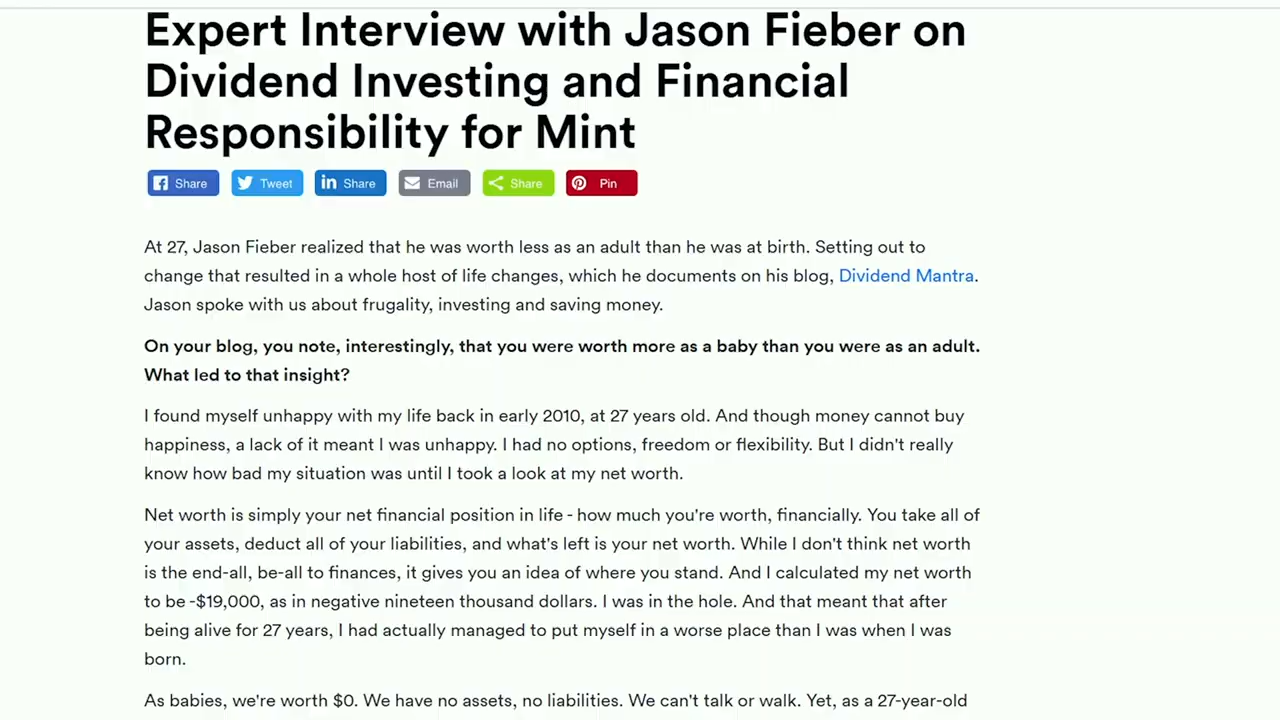 Expert Interview with Jason Fieber on
Dividend Investing and Financial
Responsibility for Mint
Share Tweet Share Email Share Pin
At 27, Jason Fieber realized that he was worth less as an adult than he was at birth. Setting out to
change that resulted in a whole host of life changes, which he documents on his blog, Dividend Mantra.
Jason spoke with us about frugality, investing and saving money.
On your blog, you note, interestingly, that you were worth more as a baby than you were as an adult.
What led to that insight?
I found myself unhappy with my life back in early 2010, at 27 years old. And though money cannot buy
happiness, a lack of it meant I was unhappy. I had no options, freedom or flexibility. But I didn't really
know how bad my situation was until I took a look at my net worth.
Net worth is simply your net financial position in life - how much you're worth, financially. You take all of
your assets, deduct all of your liabilities, and what's left is your net worth. While I don't think net worth
is the end-all, be-all to finances, it gives you an idea of where you stand. And I calculated my net worth
to be -$19,000, as in negative nineteen thousand dollars. I was in the hole. And that meant that after
being alive for 27 years, I had actually managed to put myself in a worse place than I was when I was
born.
As babies, we're worth $0. We have no assets, no liabilities. We can't talk or walk. Yet, as a 27-year-old